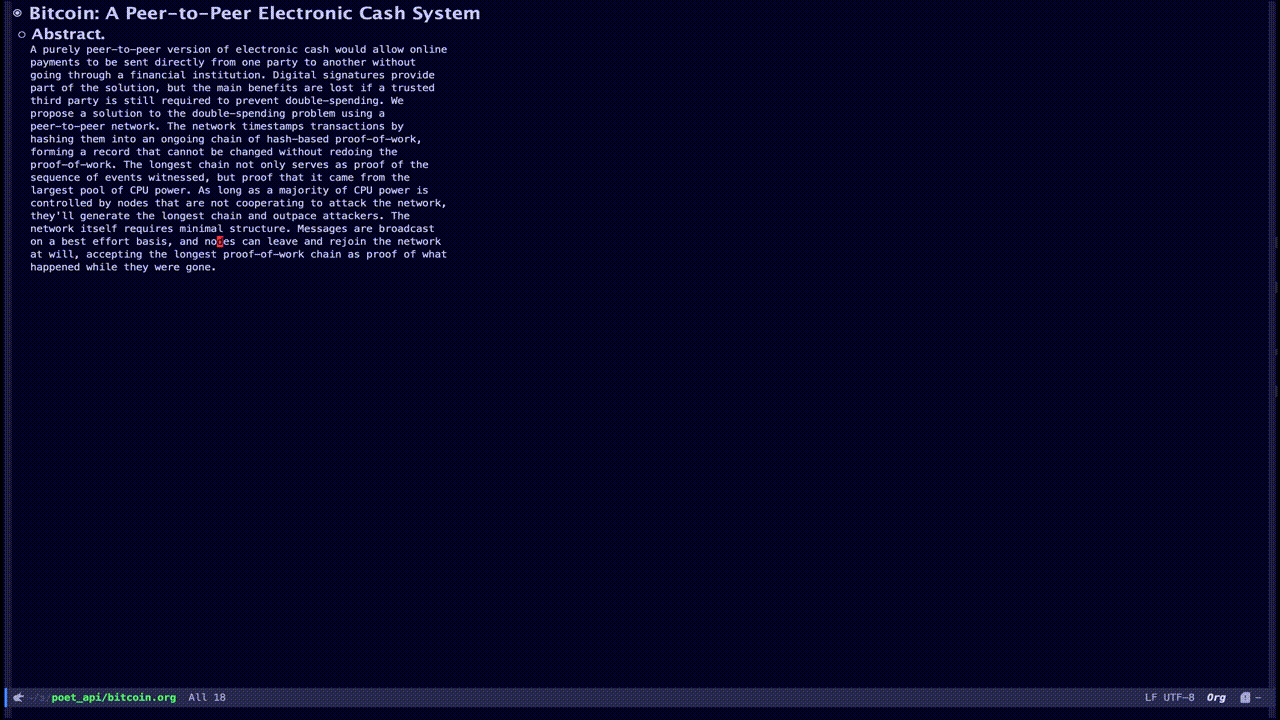 Bitcoin: A Peer-to-Peer Electronic Cash System
Abstract.
A purely peer-to-peer version of electronic cash would allow online
payments to be sent directly from one party to another without
going through a financial institution. Digital signatures provide
part of the solution, but the main benefits are lost if a trusted
third party is still required to prevent double-spending. We
propose a solution to the double-spending problem using a
peer-to-peer network. The network timestamps transactions by
hashing them into an ongoing chain of hash-based proof-of-work,
forming a record that cannot be changed without redoing the
proof-of-work. The longest chain not only serves as proof of the
sequence of events witnessed, but proof that it came from the
largest pool of CPU power. As long as a majority of CPU power is
controlled by nodes that are not cooperating to attack the network,
they'll generate the longest chain and outpace attackers. The
network itself requires minimal structure. Messages are broadcast
on a best effort basis, and nodes can leave and rejoin the network
at will, accepting the longest proof-of-work chain as proof of what
happened while they were gone.
poet_api/bitcoin.org All 18 LF UTF-8 Org –